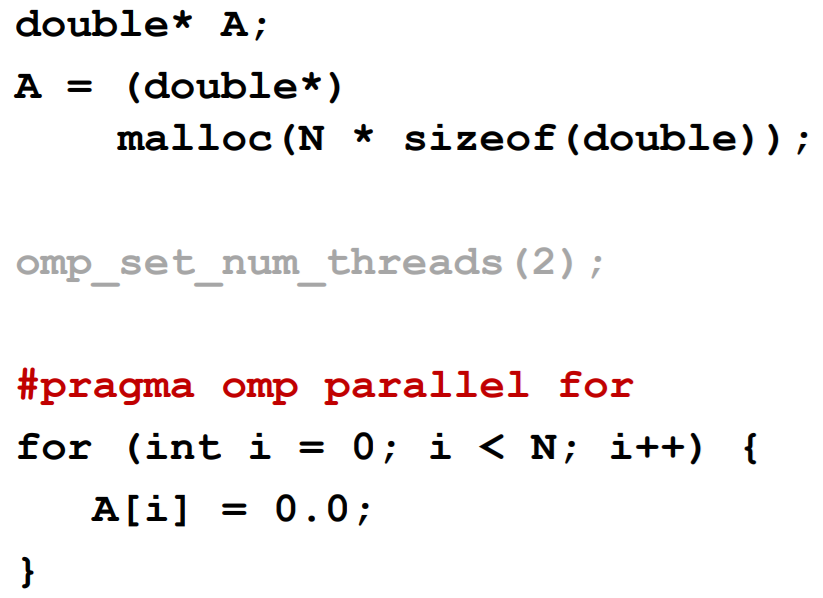 double* A;
A = (double*)
    malloc(N * sizeof(double));
omp_set_num_threads(2);
#pragma omp parallel for
for (int i = 0; i < N; i++) {
   A[i] = 0.0;
}